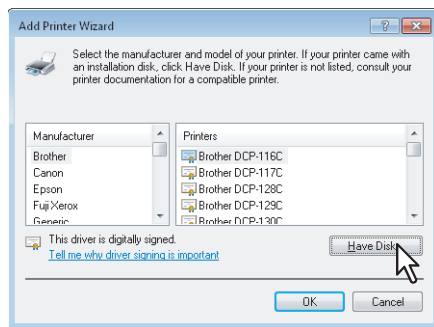 Add Printer Wizard
Select the manufacturer and model of your printer. If your printer came with
an installation disk, click Have Disk. If your printer is not listed, consult your
printer documentation for a compatible printer.
Manufacturer
Printers
Brother
Canon
Epson
Fuji Xerox
Generic
Brother DCP-116C
Brother DCP-117C
Brother DCP-128C
Brother DCP-129C
Brother DCP-130C
This driver is digitally signed.
Tell me why driver signing is important
Have Disk
OK
Cancel